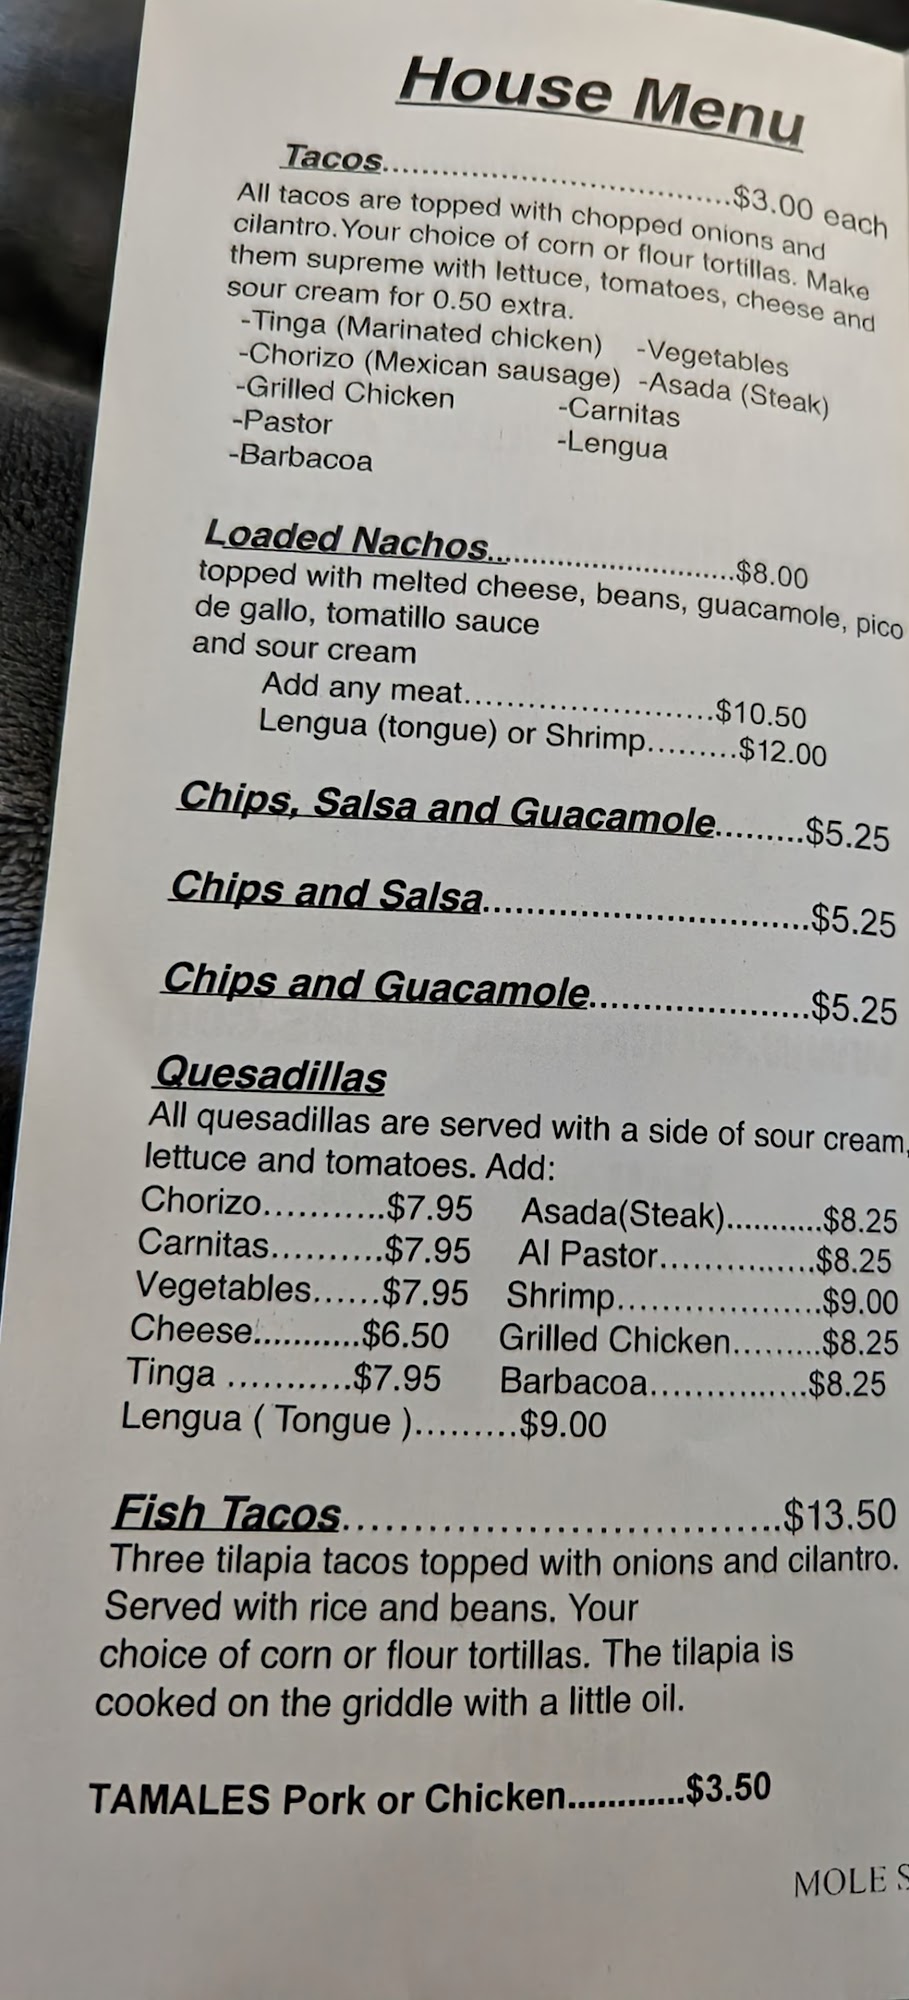 House Menu
Tacos..................................$3.00 each
All tacos are topped with chopped onions and
cilantro. Your choice of corn or flour tortillas. Make
them supreme with lettuce, tomatoes, cheese and
sour cream for 0.50 extra.
-Tinga (Marinated chicken) -Vegetables
-Chorizo (Mexican sausage) -Asada (Steak)
-Grilled Chicken -Carnitas
-Pastor -Lengua
-Barbacoa
Loaded Nachos..........................$8.00
topped with melted cheese, beans, guacamole, pico
de gallo, tomatillo sauce
and sour cream
Add any meat.......................$10.50
Lengua (tongue) or Shrimp.........$12.00
Chips, Salsa and Guacamole.........$5.25
Chips and Salsa..............................$5.25
Chips and Guacamole....................$5.25
Quesadillas
All quesadillas are served with a side of sour cream,
lettuce and tomatoes. Add:
Chorizo...........$7.95 Asada(Steak)...........$8.25
Carnitas..........$7.95 Al Pastor...............$8.25
Vegetables......$7.95 Shrimp...................$9.00
Cheese...........$6.50 Grilled Chicken.........$8.25
Tinga ...........$7.95 Barbacoa..............$8.25
Lengua ( Tongue ).........$9.00
Fish Tacos................................$13.50
Three tilapia tacos topped with onions and cilantro.
Served with rice and beans. Your
choice of corn or flour tortillas. The tilapia is
cooked on the griddle with a little oil.
TAMALES Pork or Chicken............$3.50
MOLE S